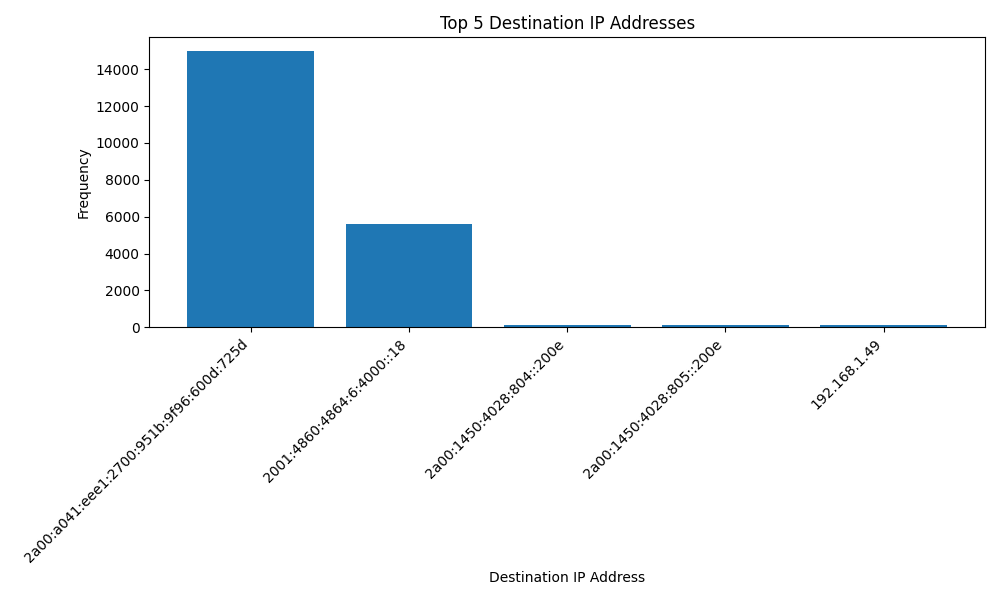 Top 5 Destination IP Addresses
Frequency
14000
12000
10000
8000
6000
4000
2000
0
2a00:a041:eee1:2700:951b:9f96:600d:725d
2001:4860:4864:6:4000::18
2a00:1450:4028:804::200e
2a00:1450:4028:805::200e
192.168.1.49
Destination IP Address